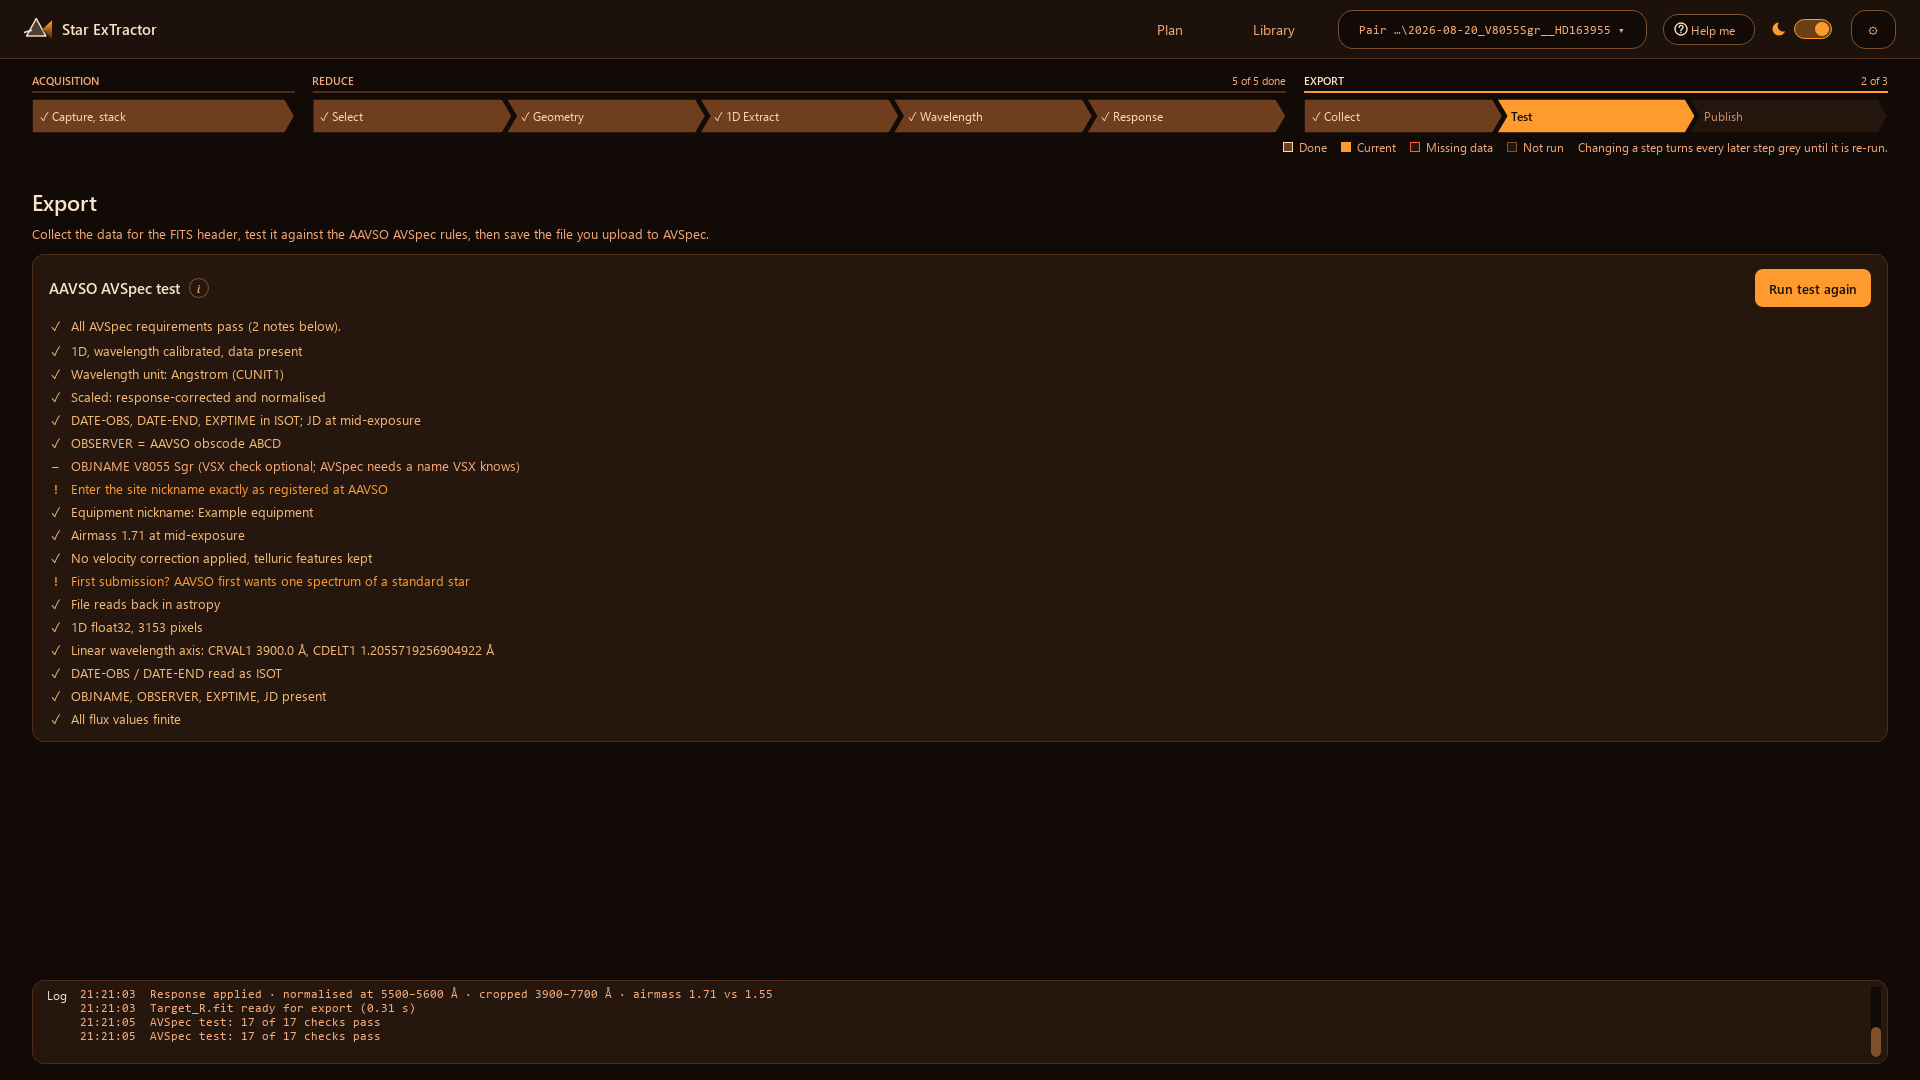 Star ExTractor
Plan
Library
Pair …\2026-08-20_V8055Sgr__HD163955 ▾
Help me
ACQUISITION
REDUCE
5 of 5 done
EXPORT
2 of 3
✓ Capture, stack
✓ Select
✓ Geometry
✓ 1D Extract
✓ Wavelength
✓ Response
✓ Collect
Test
Publish
Done
Current
Missing data
Not run
Changing a step turns every later step grey until it is re-run.
Export
Collect the data for the FITS header, test it against the AAVSO AVSpec rules, then save the file you upload to AVSpec.
AAVSO AVSpec test i
Run test again
✓ All AVSpec requirements pass (2 notes below).
✓ 1D, wavelength calibrated, data present
✓ Wavelength unit: Angstrom (CUNIT1)
✓ Scaled: response-corrected and normalised
✓ DATE-OBS, DATE-END, EXPTIME in ISOT; JD at mid-exposure
✓ OBSERVER = AAVSO obscode ABCD
– OBJNAME V8055 Sgr (VSX check optional; AVSpec needs a name VSX knows)
! Enter the site nickname exactly as registered at AAVSO
✓ Equipment nickname: Example equipment
✓ Airmass 1.71 at mid-exposure
✓ No velocity correction applied, telluric features kept
! First submission? AAVSO first wants one spectrum of a standard star
✓ File reads back in astropy
✓ 1D float32, 3153 pixels
✓ Linear wavelength axis: CRVAL1 3900.0 Å, CDELT1 1.2055719256904922 Å
✓ DATE-OBS / DATE-END read as ISOT
✓ OBJNAME, OBSERVER, EXPTIME, JD present
✓ All flux values finite
Log
21:21:03 Response applied · normalised at 5500–5600 Å · cropped 3900–7700 Å · airmass 1.71 vs 1.55
21:21:03 Target_R.fit ready for export (0.31 s)
21:21:05 AVSpec test: 17 of 17 checks pass
21:21:05 AVSpec test: 17 of 17 checks pass